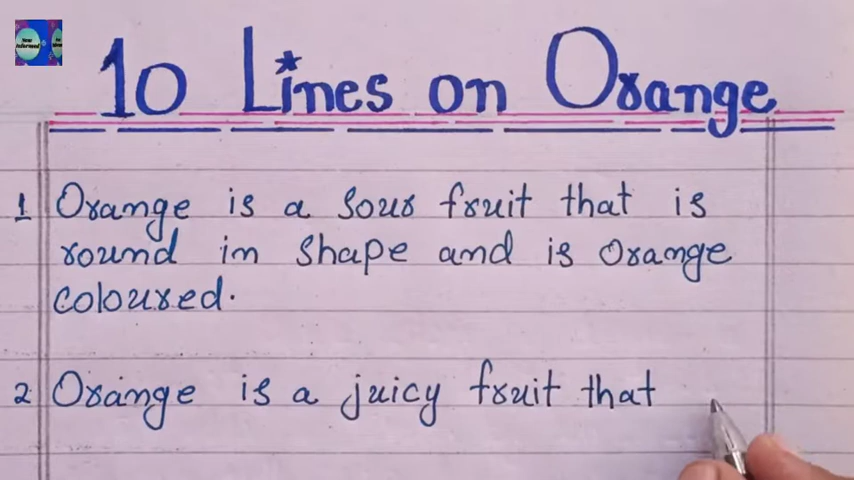 10 Lines on Orange
1 Orange is a sour fruit that is
round in shape and is orange
coloured.
2 Orange is a juicy fruit that